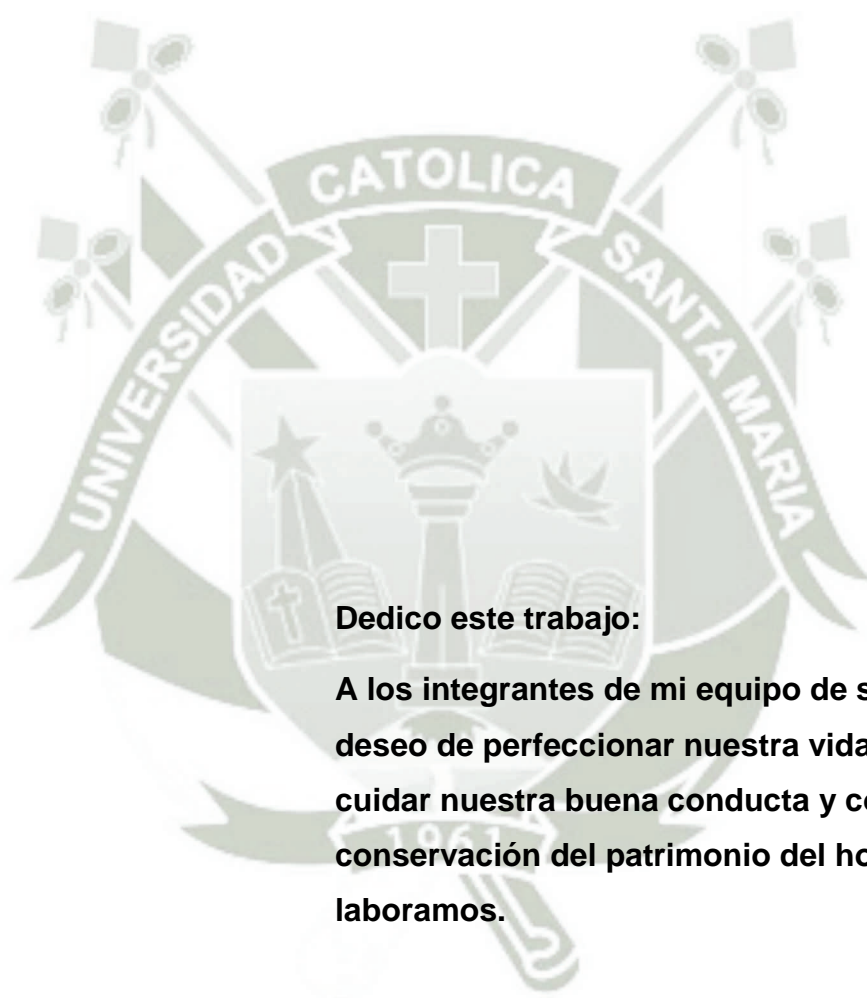 UNIVERSIDAD CATOLICA SANTA MARIA
Dedico este trabajo:
A los integrantes de mi equipo de
deseo de perfeccionar nuestra vida
cuidar nuestra buena conducta y
conservación del patrimonio del
laboramos.
1961